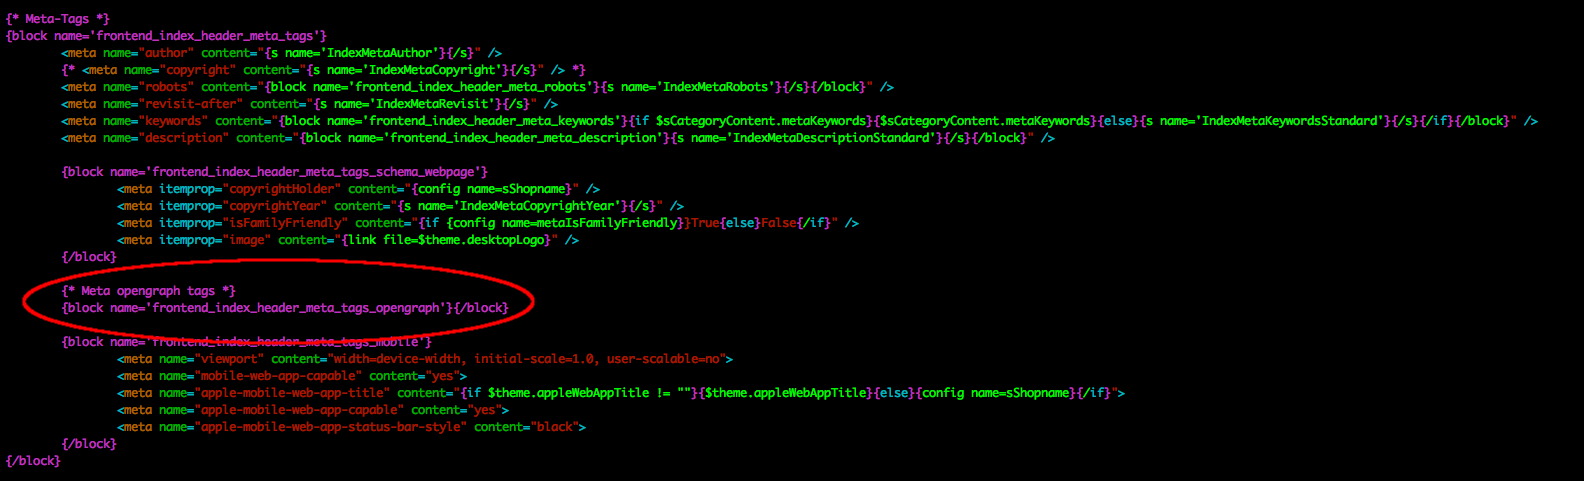 {* Meta-Tags *}
{block name='frontend_index_header_meta_tags'}
<meta name="author" content="{s name='IndexMetaAuthor'}{/s}" />
{* <meta name="copyright" content="{s name='IndexMetaCopyright'}{/s}" /> *}
<meta name="robots" content="{block name='frontend_index_header_meta_robots'}{s name='IndexMetaRobots'}{/s}{/block}" />
<meta name="revisit-after" content="{s name='IndexMetaRevisit'}{/s}" />
<meta name="keywords" content="{block name='frontend_index_header_meta_keywords'}{if $sCategoryContent.metaKeywords}{$sCategoryContent.metaKeywords}{else}{s name='IndexMetaKeywordsStandard'}{/s}{/if}{/block}" />
<meta name="description" content="{block name='frontend_index_header_meta_description'}{s name='IndexMetaDescriptionStandard'}{/s}{/block}" />
{block name='frontend_index_header_meta_tags_schema_webpage'}
<meta itemprop="copyrightHolder" content="{config name=sShopname}" />
<meta itemprop="copyrightYear" content="{s name='IndexMetaCopyrightYear'}{/s}" />
<meta itemprop="isFamilyFriendly" content="{if {config name=metaIsFamilyFriendly}}True{else}False{/if}" />
<meta itemprop="image" content="{link file=$theme.desktopLogo}" />
{/block}
{* Meta opengraph tags *}
{block name='frontend_index_header_meta_tags_opengraph'}{/block}
{block name='frontend_index_header_meta_tags_mobile'}
<meta name="viewport" content="width=device-width, initial-scale=1.0, user-scalable=no">
<meta name="mobile-web-app-capable" content="yes">
<meta name="apple-mobile-web-app-title" content="{if $theme.appleWebAppTitle != ""}{$theme.appleWebAppTitle}{else}{config name=sShopname}{/if}">
<meta name="apple-mobile-web-app-capable" content="yes">
<meta name="apple-mobile-web-app-status-bar-style" content="black">
{/block}
{/block}